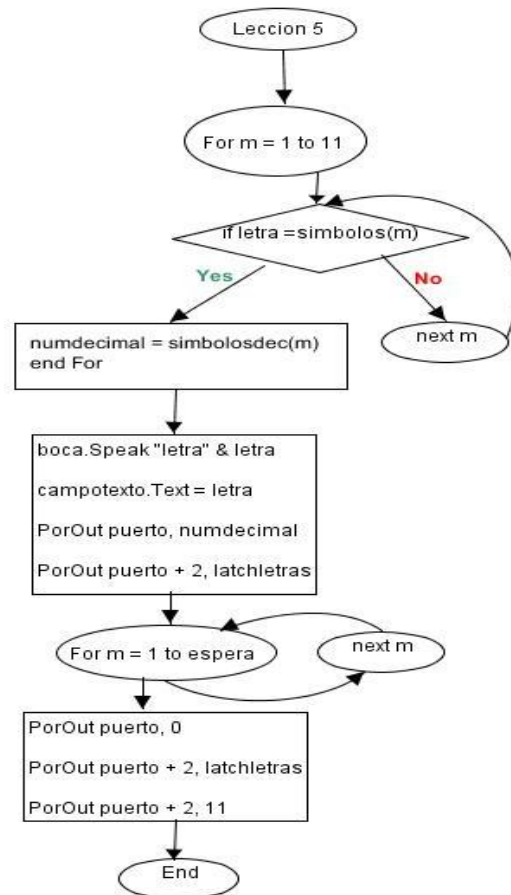 Leccion 5
For m = 1 to 11
if letra =simbolos(m)
Yes
No
next m
numdecimal = simbolosdec(m)
end For
boca.Speak "letra" & letra
campotexto.Text = letra
PorOut puerto, numdecimal
PorOut puerto + 2, latchletras
For m = 1 to espera
next m
PorOut puerto, 0
PorOut puerto + 2, latchletras
PorOut puerto + 2, 11
End